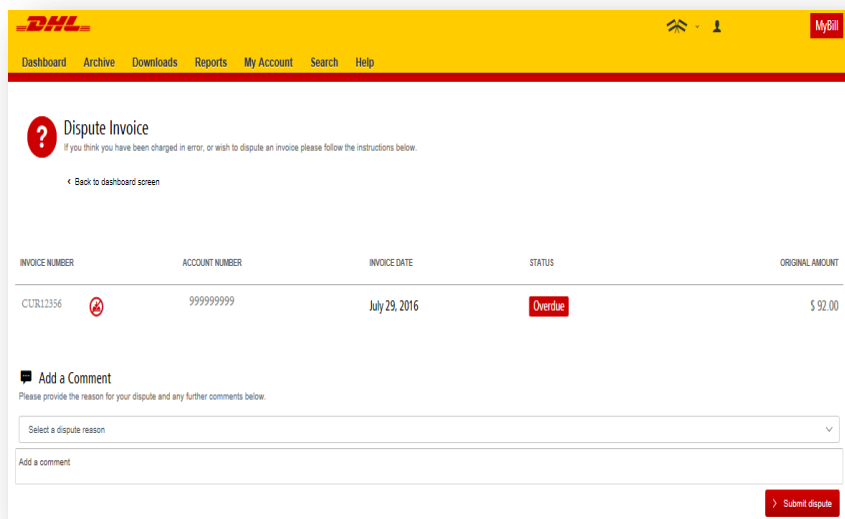 DHL
MyBill
Dashboard Archive Downloads Reports My Account Search Help
?
Dispute Invoice
If you think you have been charged in error, or wish to dispute an invoice please follow the instructions below.
< Back to dashboard screen
INVOICE NUMBER ACCOUNT NUMBER INVOICE DATE STATUS ORIGINAL AMOUNT
CUR12356 999999999 July 29, 2016 Overdue $ 92.00
Add a Comment
Please provide the reason for your dispute and any further comments below.
Select a dispute reason
Add a comment
> Submit dispute